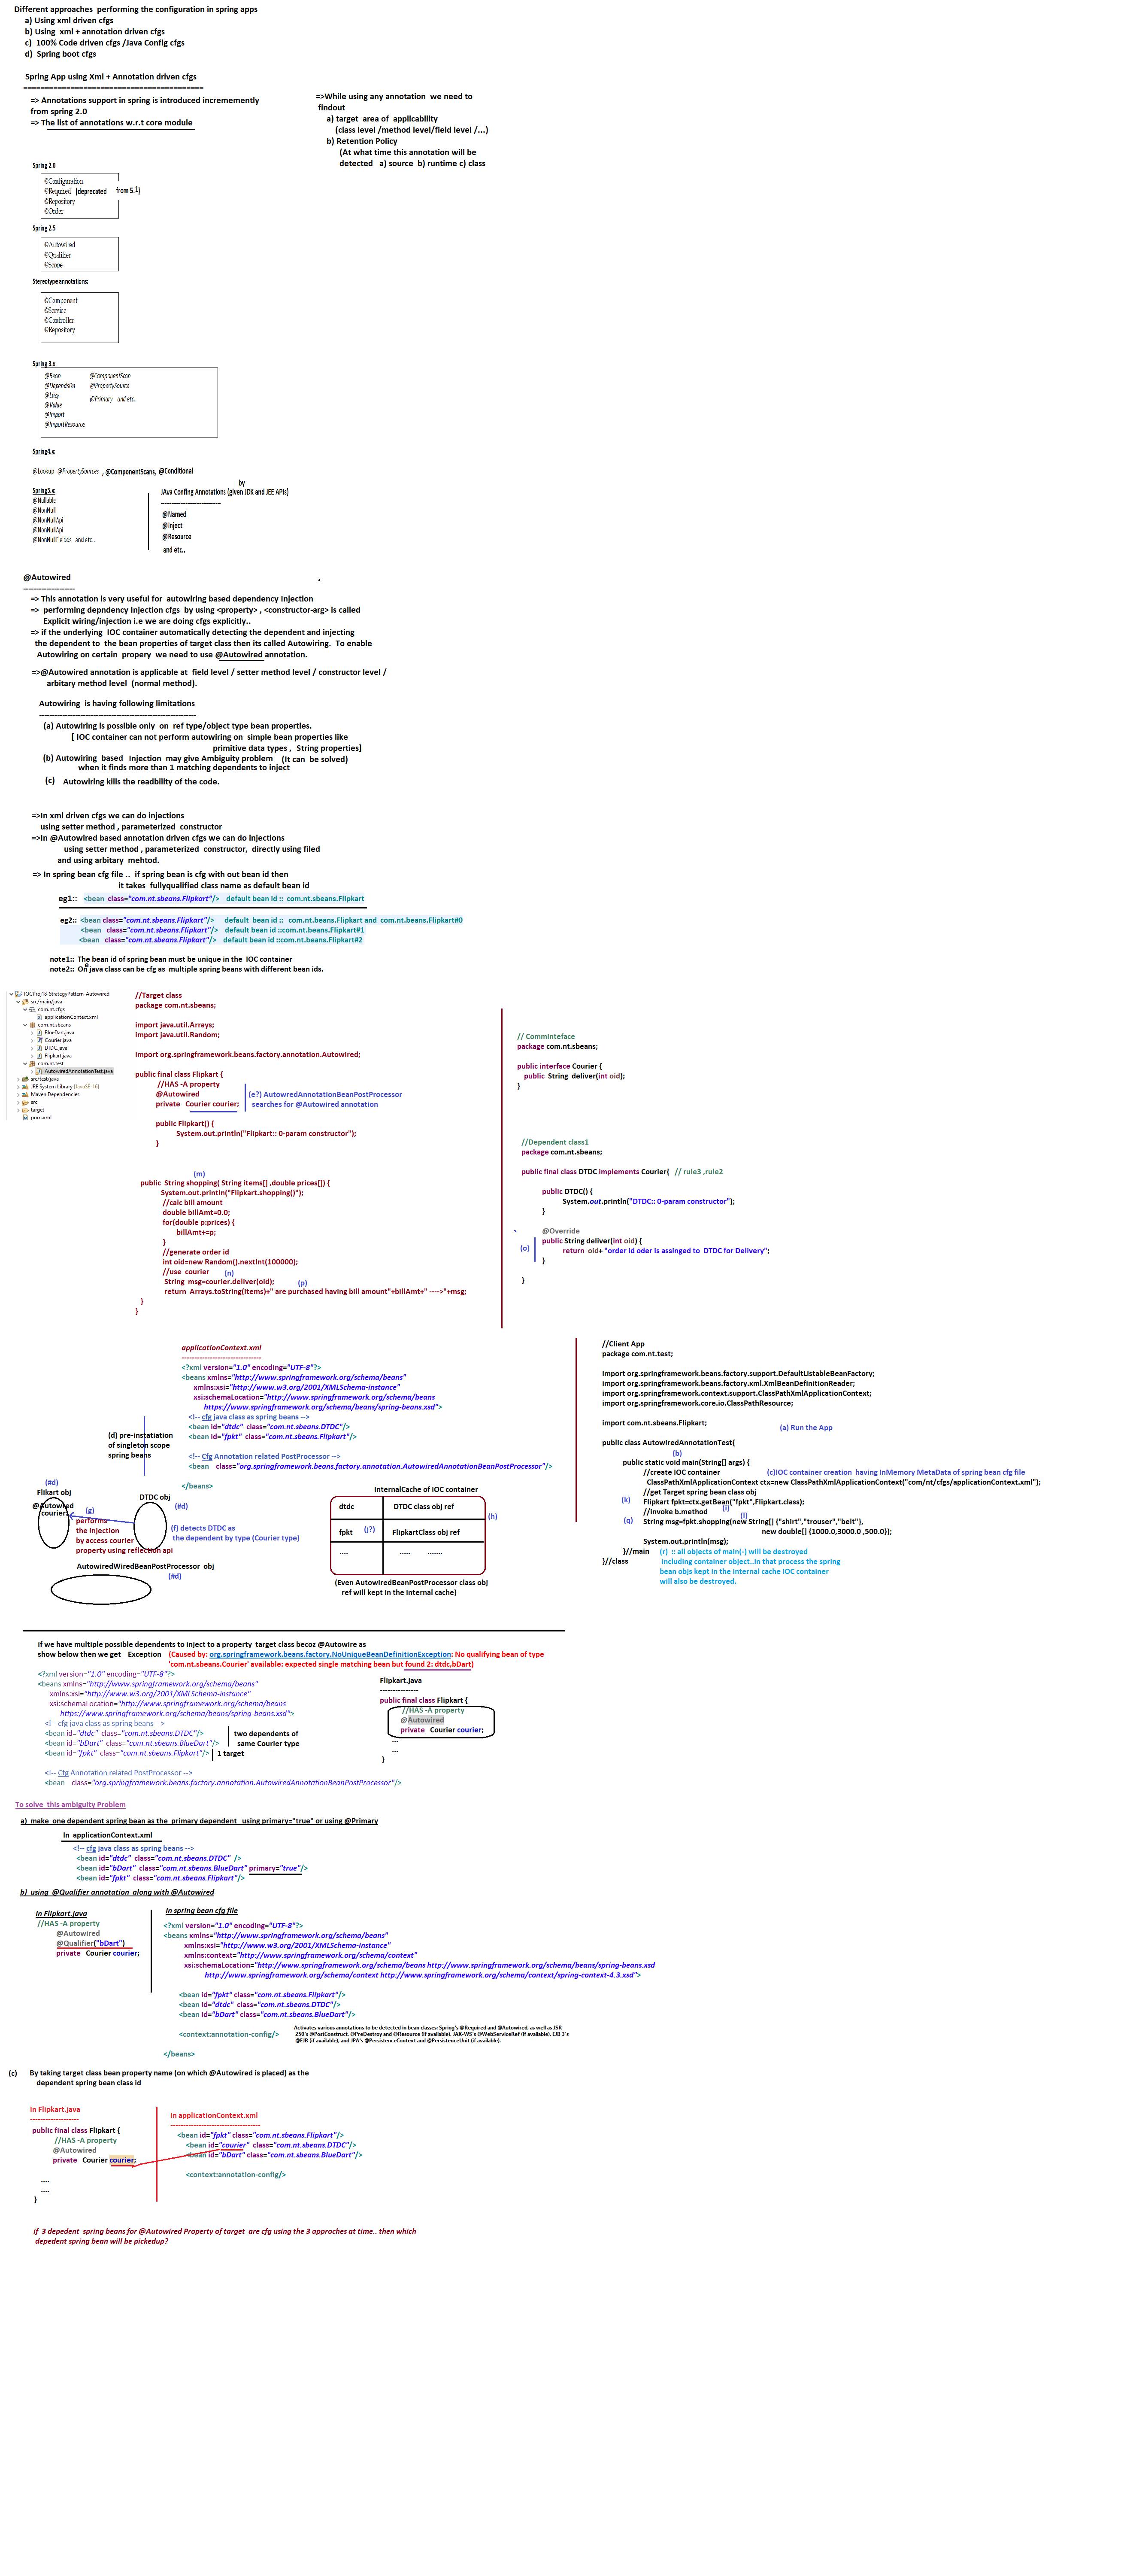 Different approaches  performing the configuration in spring apps
a) Using xml driven cfgs
b) Using  xml + annotation driven cfgs
c)  100% Code driven cfgs /Java Config cfgs
d)  Spring boot cfgs
Spring App using Xml + Annotation driven cfgs
==========================================
=> Annotations support in spring is introduced incrememently
from spring 2.0
=> The list of annotations w.r.t core module
=>While using any annotation  we need to
findout
a) target  area of  applicability
(class level /method level/field level /...)
b) Retention Policy
(At what time this annotation will be
detected   a) source  b) runtime c) class
Spring 2.0
@Configuration
@Required  [deprecated  from 5.1]
@Repository
@Order
Spring 2.5
@Autowired
@Qualifier
@Scope
Stereotype annotations:
@Component
@Service
@Controller
@Repository
Spring 3.x
@Bean  @ComponentScan
@DependsOn  @PropertySource
@Lazy  @Primary  and etc..
@Value
@Import
@ImportResource
Spring4.x:
@Lookup  @PropertySources , @ComponentScans, @Conditional
Spring5.x:
@Nullable
@NonNull
@NonNullApi
@NonNullApi
@NonNullFields  and etc..
by
JAva Confing Annotations (given JDK and JEE APIs)
---------------------------
@Named
@Inject
@Resource
and etc..
@Autowired
-------------------
=> This annotation is very useful for  autowiring based dependency Injection
=>  performing depndency Injection cfgs  by using <property> , <constructor-arg> is called
Explicit wiring/injection i.e we are doing cfgs explicitly..
=> if the underlying  IOC container automatically detecting the dependent and injecting
the dependent to  the bean properties of target class then its called Autowiring.  To enable
Autowiring on certain  propery  we need to use @Autowired annotation.
=>@Autowired annotation is applicable at  field level / setter method level / constructor level /
arbitary method level  (normal method).
Autowiring  is having following limitations
-----------------------------------------------------------
(a) Autowiring is possible only  on  ref type/object type bean properties.
[ IOC container can not perform autowiring on  simple bean properties like
primitive data types ,  String properties]
(b) Autowiring  based  Injection  may give Ambiguity problem   (It can  be solved)
when it finds more than 1 matching dependents to inject
(c)  Autowiring kills the readbility of the code.
=>In xml driven cfgs we can do injections
using setter method , parameterized  constructor
=>In @Autowired based annotation driven cfgs we can do injections
using setter method , parameterized  constructor,  directly using filed
and using arbitary  mehtod.
=> In spring bean cfg file ..  if spring bean is cfg with out bean id then
it takes  fullyqualified class name as default bean id
eg1::  <bean  class="com.nt.sbeans.Flipkart"/>   default bean id ::  com.nt.sbeans.Flipkart
eg2::  <bean class="com.nt.sbeans.Flipkart"/>    default  bean id ::   com.nt.beans.Flipkart and  com.nt.beans.Flipkart#0
<bean   class="com.nt.sbeans.Flipkart"/>   default bean id ::com.nt.beans.Flipkart#1
<bean   class="com.nt.sbeans.Flipkart"/>   default bean id ::com.nt.beans.Flipkart#2
note1::  The bean id of spring bean must be unique in the  IOC container
note2::  One java class can be cfg as  multiple spring beans with different bean ids.
IOCProj18-StrategyPattern-Autowired
src/main/java
com.nt.cfgs
applicationContext.xml
com.nt.sbeans
BlueDart.java
Courier.java
DTDC.java
Flipkart.java
com.nt.test
AutowiredAnnotationTest.java
src/test/java
JRE System Library [JavaSE-16]
Maven Dependencies
src
target
pom.xml
//Target class
package com.nt.sbeans;
import java.util.Arrays;
import java.util.Random;
import org.springframework.beans.factory.annotation.Autowired;
public final class Flipkart {
//HAS -A property
@Autowired
private  Courier courier;
(e?) AutowredAnnotationBeanPostProcessor
searches for @Autowired annotation
public Flipkart() {
System.out.println("Flipkart:: 0-param constructor");
}
(m)
public  String shopping( String items[] ,double prices[]) {
System.out.println("Flipkart.shopping()");
//calc bill amount
double billAmt=0.0;
for(double p:prices) {
billAmt+=p;
}
//generate order id
int oid=new Random().nextInt(100000);
//use  courier  (n)
String  msg=courier.deliver(oid);  (p)
return  Arrays.toString(items)+" are purchased having bill amount"+billAmt+" ---->"+msg;
}
}
// CommInteface
package com.nt.sbeans;
public interface Courier {
public  String  deliver(int oid);
}
//Dependent class1
package com.nt.sbeans;
public final class DTDC implements Courier{   // rule3 ,rule2
public DTDC() {
System.out.println("DTDC:: 0-param constructor");
}
@Override
public String deliver(int oid) {
(o)
return  oid+ "order id oder is assinged to  DTDC for Delivery";
}
}
applicationContext.xml
------------------------------
<?xml version="1.0" encoding="UTF-8"?>
<beans xmlns="http://www.springframework.org/schema/beans"
xmlns:xsi="http://www.w3.org/2001/XMLSchema-instance"
xsi:schemaLocation="http://www.springframework.org/schema/beans
https://www.springframework.org/schema/beans/spring-beans.xsd">
<!-- cfg java class as spring beans -->
<bean id="dtdc"  class="com.nt.sbeans.DTDC"/>
<bean id="fpkt"  class="com.nt.sbeans.Flipkart"/>
<!-- Cfg Annotation related PostProcessor -->
<bean   class="org.springframework.beans.factory.annotation.AutowiredAnnotationBeanPostProcessor"/>
</beans>
(d) pre-instatiation
of singleton scope
spring beans
(#d)
Flikart obj
@Autowired
courier
(g)
performs
the injection
by access courier
property using reflection api
DTDC obj
(#d)
(f) detects DTDC as
the dependent by type (Courier type)
AutowiredWiredBeanPostProcessor  obj
(#d)
InternalCache of IOC container
dtdc  DTDC class obj ref
(h)
fpkt  (j?)  FlipkartClass obj ref
....  .....  .......
(Even AutowiredBeanPostProcessor class obj
ref will kept in the internal cache)
//Client App
package com.nt.test;
import org.springframework.beans.factory.support.DefaultListableBeanFactory;
import org.springframework.beans.factory.xml.XmlBeanDefinitionReader;
import org.springframework.context.support.ClassPathXmlApplicationContext;
import org.springframework.core.io.ClassPathResource;
import com.nt.sbeans.Flipkart;
(a) Run the App
public class AutowiredAnnotationTest{
(b)
public static void main(String[] args) {
//create IOC container  (c)IOC container creation  having InMemory MetaData of spring bean cfg file
ClassPathXmlApplicationContext ctx=new ClassPathXmlApplicationContext("com/nt/cfgs/applicationContext.xml");
//get Target spring bean class obj
(k)  Flipkart fpkt=ctx.getBean("fpkt",Flipkart.class);
//invoke b.method  (i)
(l)
(q)  String msg=fpkt.shopping(new String[] {"shirt","trouser","belt"},
new double[] {1000.0,3000.0 ,500.0});
System.out.println(msg);
}//main  (r)  :: all objects of main(-) will be destroyed
}//class  including container object..In that process the spring
bean objs kept in the internal cache IOC container
will also be destroyed.
if we have multiple possible dependents to inject to a property  target class becoz @Autowire as
show below then we get   Exception   (Caused by: org.springframework.beans.factory.NoUniqueBeanDefinitionException: No qualifying bean of type
'com.nt.sbeans.Courier' available: expected single matching bean but found 2: dtdc,bDart)
<?xml version="1.0" encoding="UTF-8"?>
<beans xmlns="http://www.springframework.org/schema/beans"
xmlns:xsi="http://www.w3.org/2001/XMLSchema-instance"
xsi:schemaLocation="http://www.springframework.org/schema/beans
https://www.springframework.org/schema/beans/spring-beans.xsd">
<!-- cfg java class as spring beans -->
<bean id="dtdc"  class="com.nt.sbeans.DTDC"/>
<bean id="bDart"  class="com.nt.sbeans.BlueDart"/>
<bean id="fpkt"  class="com.nt.sbeans.Flipkart"/>
two dependents of
same Courier type
1 target
<!-- Cfg Annotation related PostProcessor -->
<bean   class="org.springframework.beans.factory.annotation.AutowiredAnnotationBeanPostProcessor"/>
Flipkart.java
---------------
public final class Flipkart {
//HAS -A property
@Autowired
private  Courier courier;
...
...
}
To solve  this ambiguity Problem
a)  make  one dependent spring bean as the  primary dependent   using primary="true" or using @Primary
In  applicationContext.xml
<!-- cfg java class as spring beans -->
<bean id="dtdc"  class="com.nt.sbeans.DTDC"  />
<bean id="bDart"  class="com.nt.sbeans.BlueDart" primary="true"/>
<bean id="fpkt"  class="com.nt.sbeans.Flipkart"/>
b)  using  @Qualifier annotation  along with @Autowired
In Flipkart.java
//HAS -A property
@Autowired
@Qualifier("bDart")
private  Courier courier;
In spring bean cfg file
<?xml version="1.0" encoding="UTF-8"?>
<beans xmlns="http://www.springframework.org/schema/beans"
xmlns:xsi="http://www.w3.org/2001/XMLSchema-instance"
xmlns:context="http://www.springframework.org/schema/context"
xsi:schemaLocation="http://www.springframework.org/schema/beans http://www.springframework.org/schema/beans/spring-beans.xsd
http://www.springframework.org/schema/context http://www.springframework.org/schema/context/spring-context-4.3.xsd">
<bean id="fpkt" class="com.nt.sbeans.Flipkart"/>
<bean id="dtdc"  class="com.nt.sbeans.DTDC"/>
<bean id="bDart" class="com.nt.sbeans.BlueDart"/>
<context:annotation-config/>
Activates various annotations to be detected in bean classes: Spring's @Required and @Autowired, as well as JSR
250's @PostConstruct, @PreDestroy and @Resource (if available), JAX-WS's @WebServiceRef (if available), EJB 3's
@EJB (if available), and JPA's @PersistenceContext and @PersistenceUnit (if available).
</beans>
(c)  By taking target class bean property name (on which @Autowired is placed) as the
dependent spring bean class id
In Flipkart.java
-------------------
public final class Flipkart {
//HAS -A property
@Autowired
private  Courier courier;
....
....
}
In applicationContext.xml
-----------------------------------
<bean id="fpkt" class="com.nt.sbeans.Flipkart"/>
<bean id="courier"  class="com.nt.sbeans.DTDC"/>
<bean id="bDart" class="com.nt.sbeans.BlueDart"/>
<context:annotation-config/>
if  3 depedent  spring beans for @Autowired Property of target  are cfg using the 3 approches at time.. then which
depedent spring bean will be pickedup?